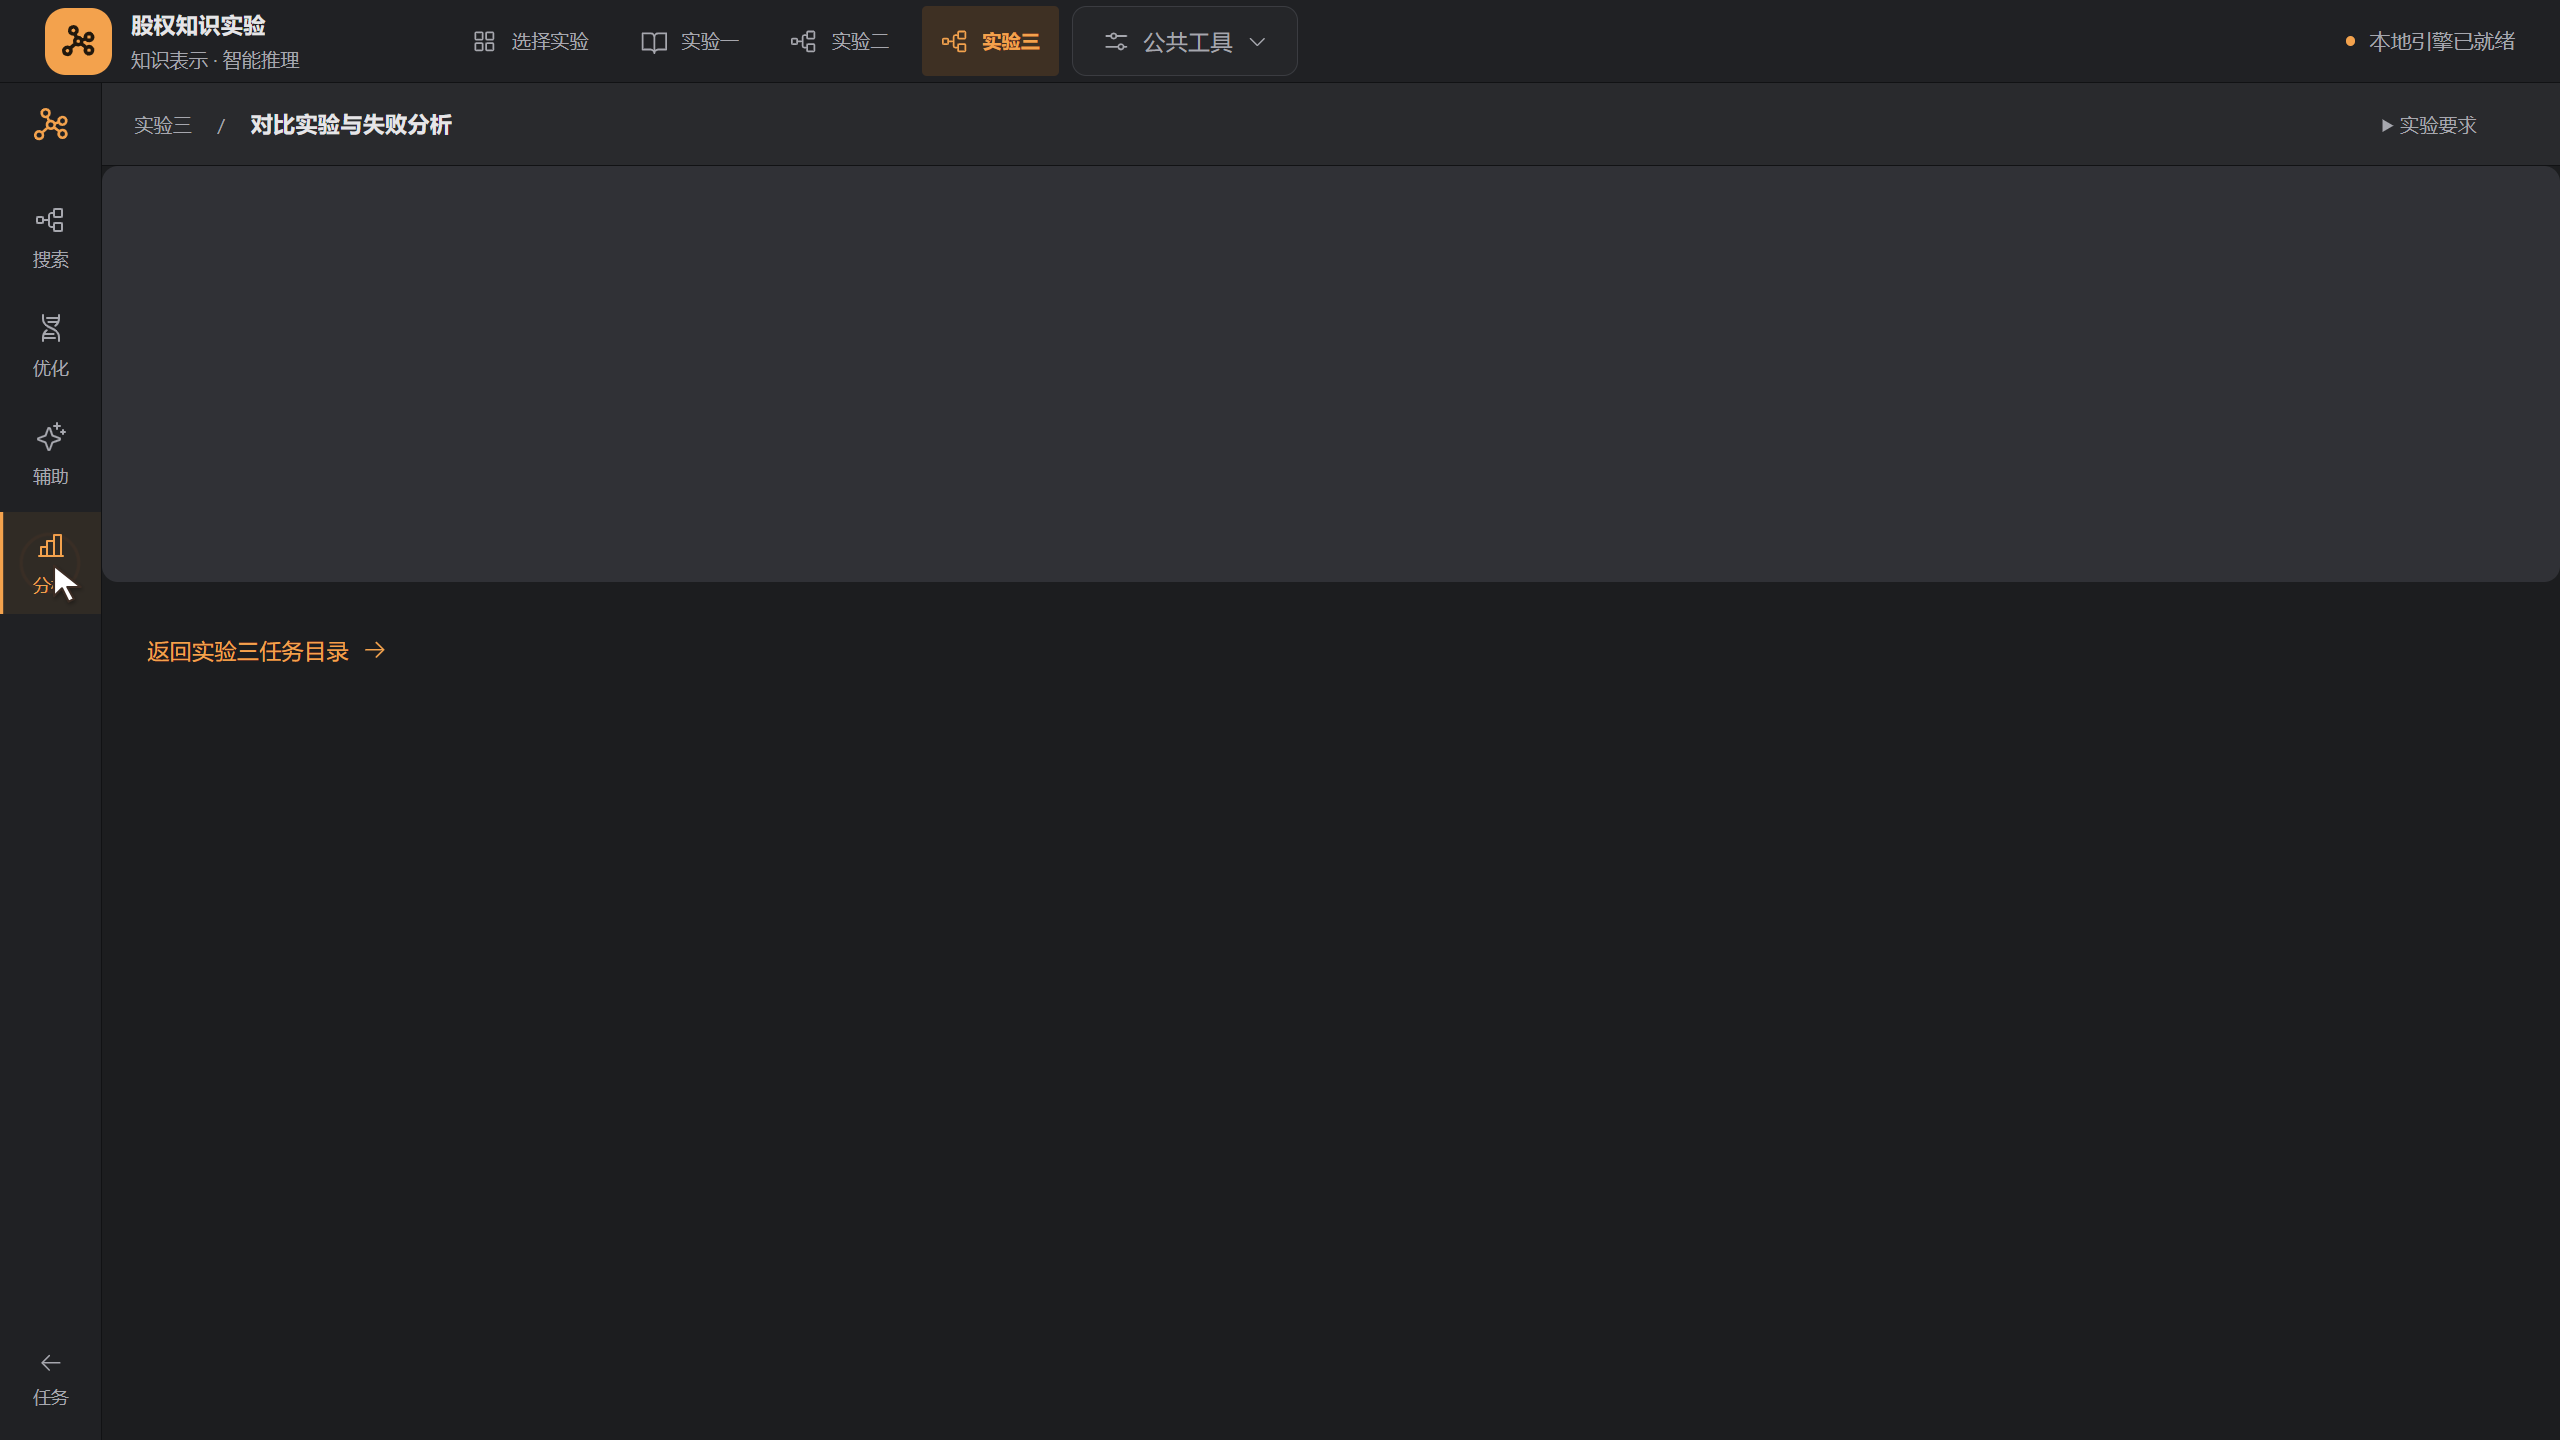 股权知识实验
知识表示 · 智能推理
选择实验
实验一
实验二
实验三
公共工具
本地引擎已就绪
实验三 / 对比实验与失败分析
实验要求
搜索
优化
辅助
分
返回实验三任务目录
任务